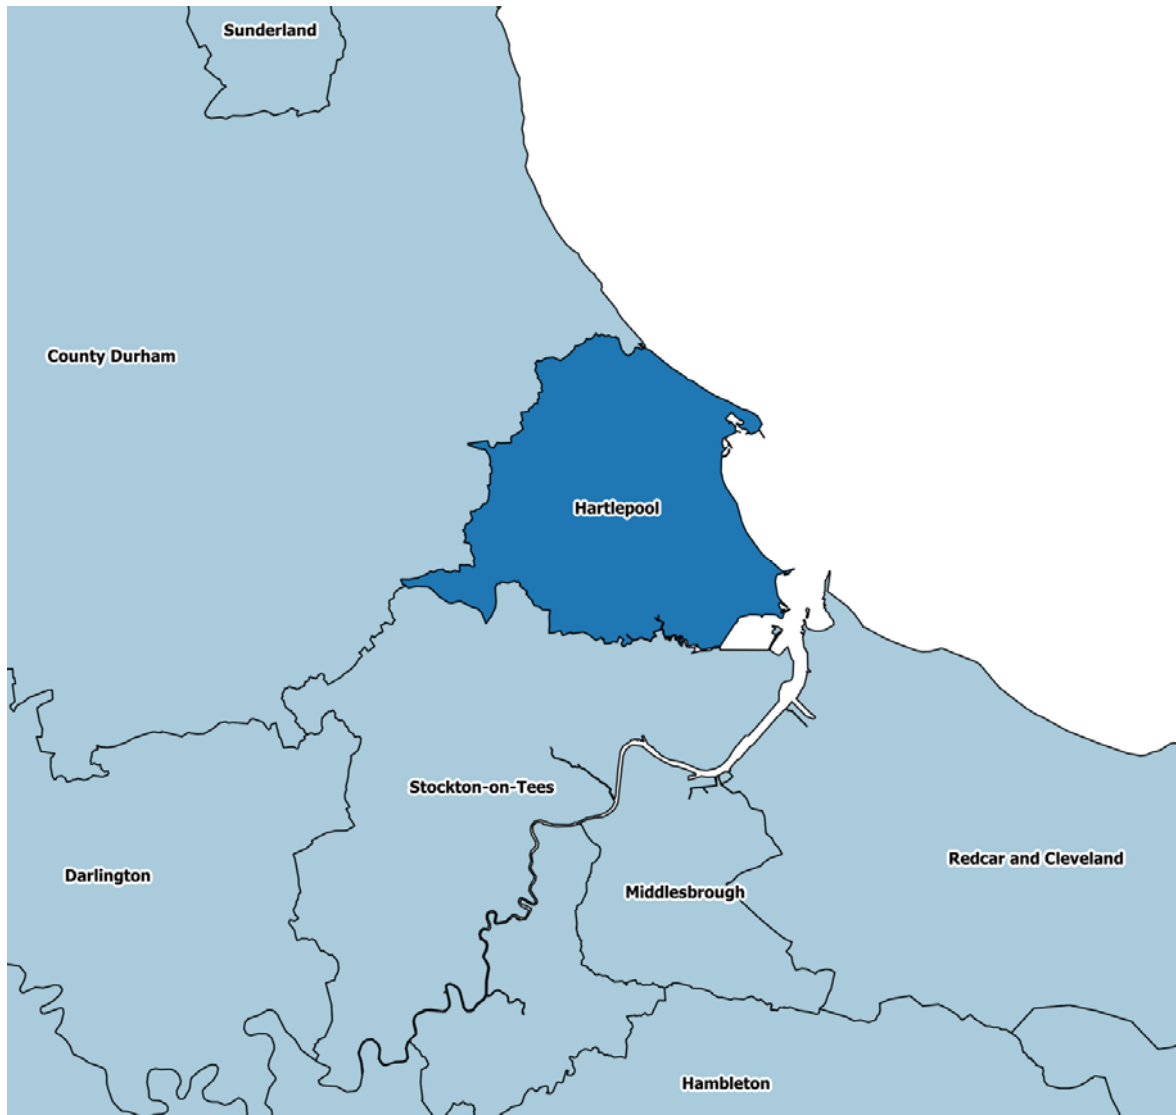 Sunderland
County Durham
Hartlepool
Stockton-on-Tees
Redcar and Cleveland
Darlington
Middlesbrough
Hambleton